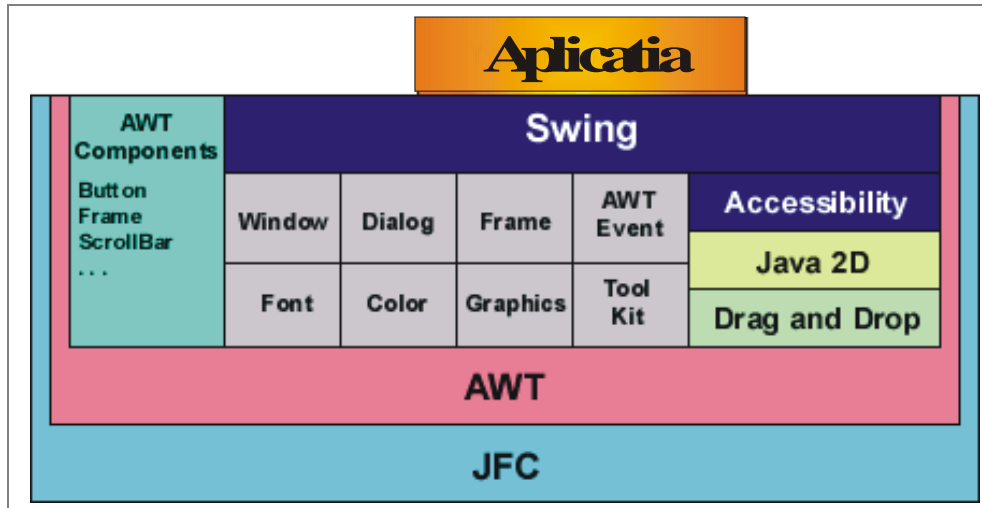 Aplicatia
AWT
Components
Button
Frame
ScrollBar
. . .
Swing
Window
Dialog
Frame
AWT
Event
Accessibility
Java 2D
Font
Color
Graphics
Tool
Kit
Drag and Drop
AWT
JFC